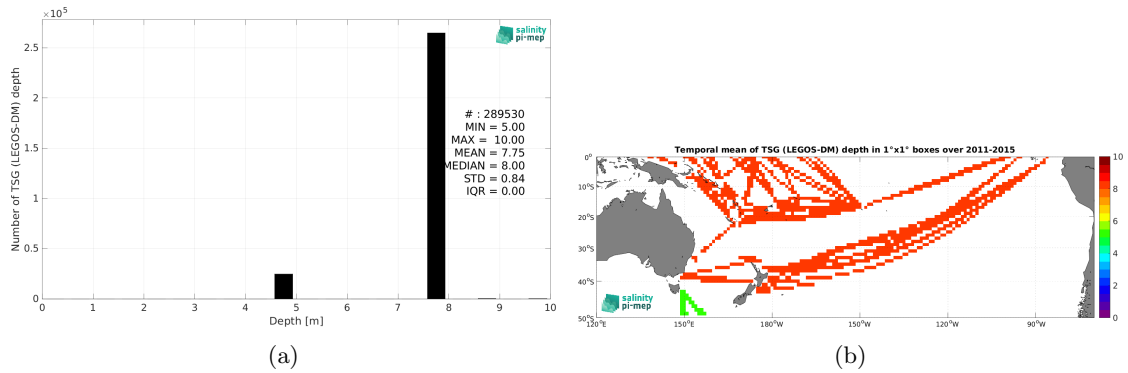 ×10⁵
2.5
2
1.5
1
0.5
0
Number of TSG (LEGOS-DM) depth
salinity
pi-mep
# : 289530
MIN = 5.00
MAX = 10.00
MEAN = 7.75
MEDIAN = 8.00
STD = 0.84
IQR = 0.00
0 1 2 3 4 5 6 7 8 9 10
Depth [m]
(a)
Temporal mean of TSG (LEGOS-DM) depth in 1°x1° boxes over 2011-2015
0°
10°S
20°S
30°S
40°S
50°S
salinity
pi-mep
120°E 150°E 180°W 150°W 120°W 90°W
10
8
6
4
2
0
(b)